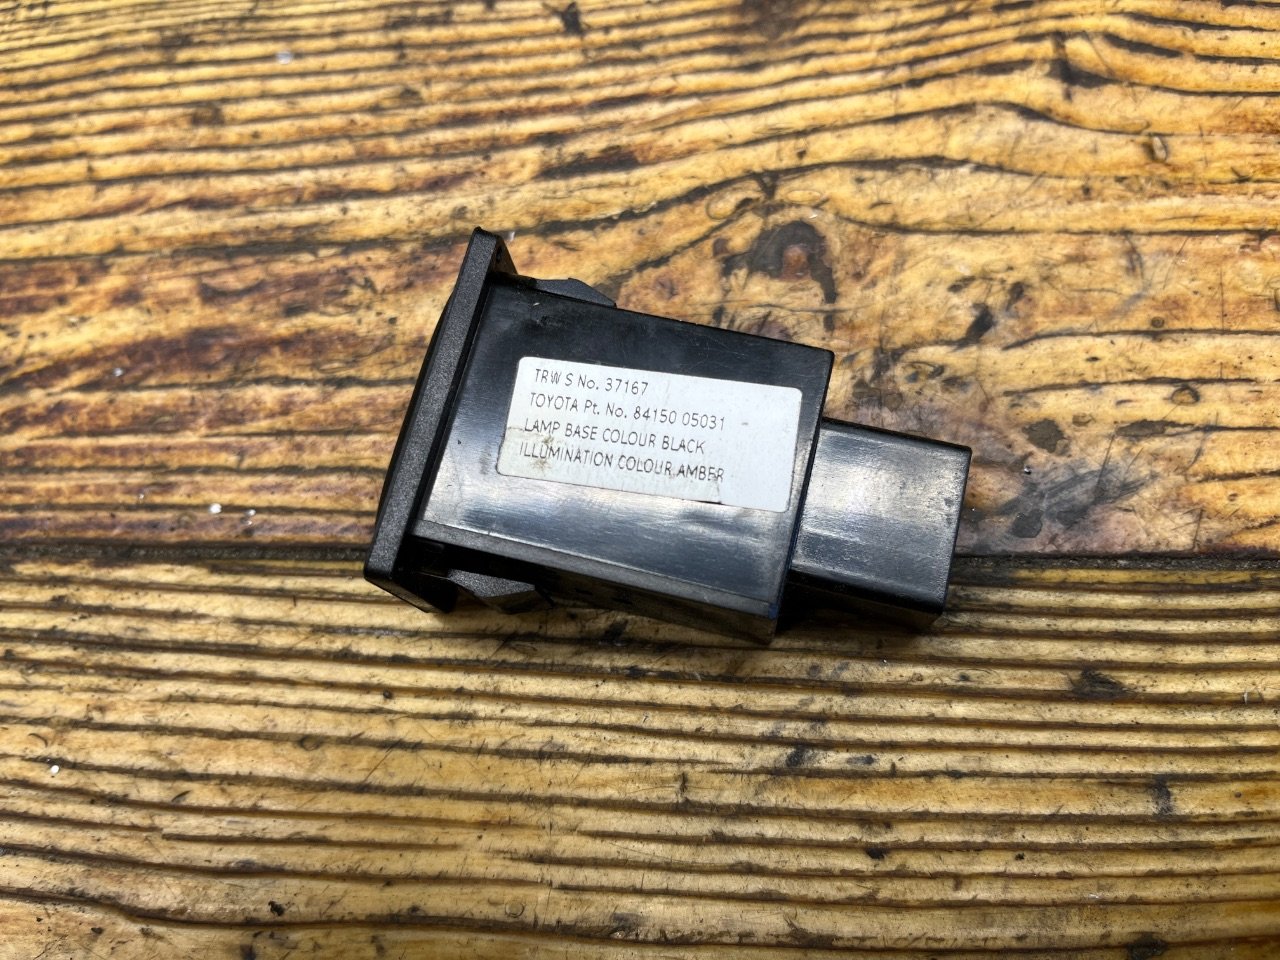 TRW S No. 37167
TOYOTA Pt. No. 84150 05031
LAMP BASE COLOUR BLACK
ILLUMINATION COLOUR AMBER